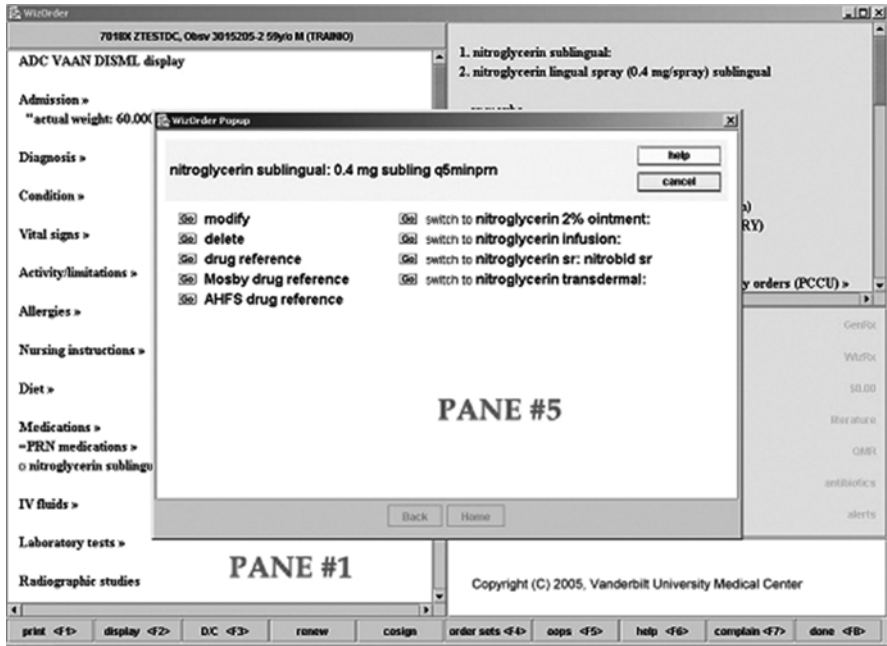 WizOrder
7018X ZTESTDC, Obsv 3015205-2 59y/o M (TRAINIO)
ADC VAAN DISML display
Admission »
"actual weight: 60.000
Diagnosis »
Condition »
Vital signs »
Activity/limitations »
Allergies »
Nursing instructions »
Diet »
Medications »
=PRN medications »
o nitroglycerin sublingu
IV fluids »
Laboratory tests »
Radiographic studies
PANE #1
1. nitroglycerin sublingual:
2. nitroglycerin lingual spray (0.4 mg/spray) sublingual
RY)
y orders (PCCU) »
WizOrder Popup
nitroglycerin sublingual: 0.4 mg subling q5minprn
help
cancel
Go modify
Go delete
Go drug reference
Go Mosby drug reference
Go AHFS drug reference
Go switch to nitroglycerin 2% ointment:
Go switch to nitroglycerin infusion:
Go switch to nitroglycerin sr: nitrobid sr
Go switch to nitroglycerin transdermal:
PANE #5
Back Home
GenRx
WizRx
$0.00
literature
OMR
antibiotics
alerts
Copyright (C) 2005, Vanderbilt University Medical Center
print <F1> display <F2> D/C <F3> renew cosign order sets <F4> oops <F5> help <F6> complain <F7> done <F8>